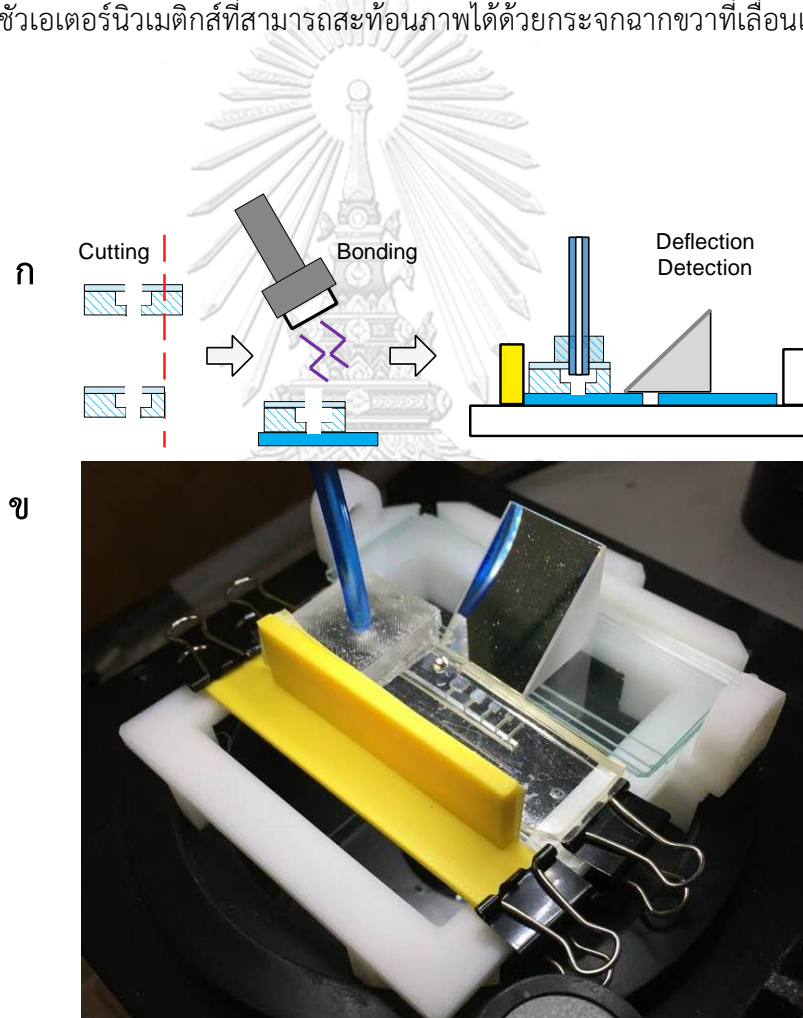 ชัวเอเตอร์นิวเมติกส์ที่สามารถสะท้อนภาพได้ด้วยกระจกฉากขวาที่เลื่อนเ
ก
Cutting
Bonding
Deflection
Detection
ข